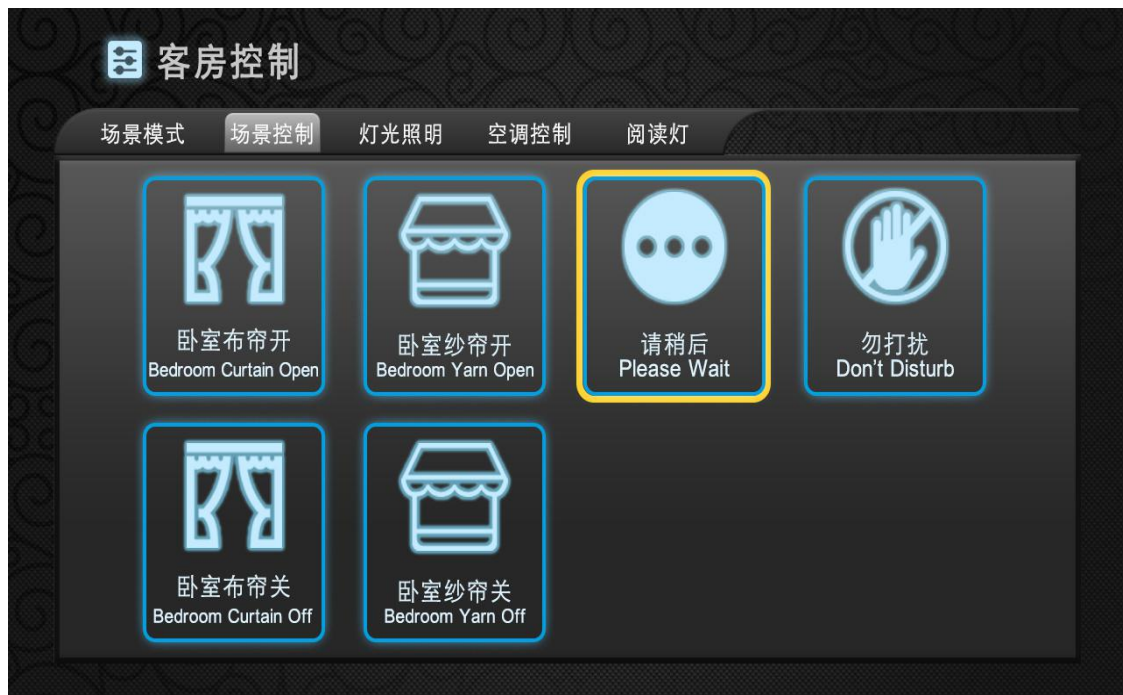 客房控制
场景模式 场景控制 灯光照明 空调控制 阅读灯
卧室布帘开
Bedroom Curtain Open
卧室纱帘开
Bedroom Yarn Open
请稍后
Please Wait
勿打扰
Don't Disturb
卧室布帘关
Bedroom Curtain Off
卧室纱帘关
Bedroom Yarn Off